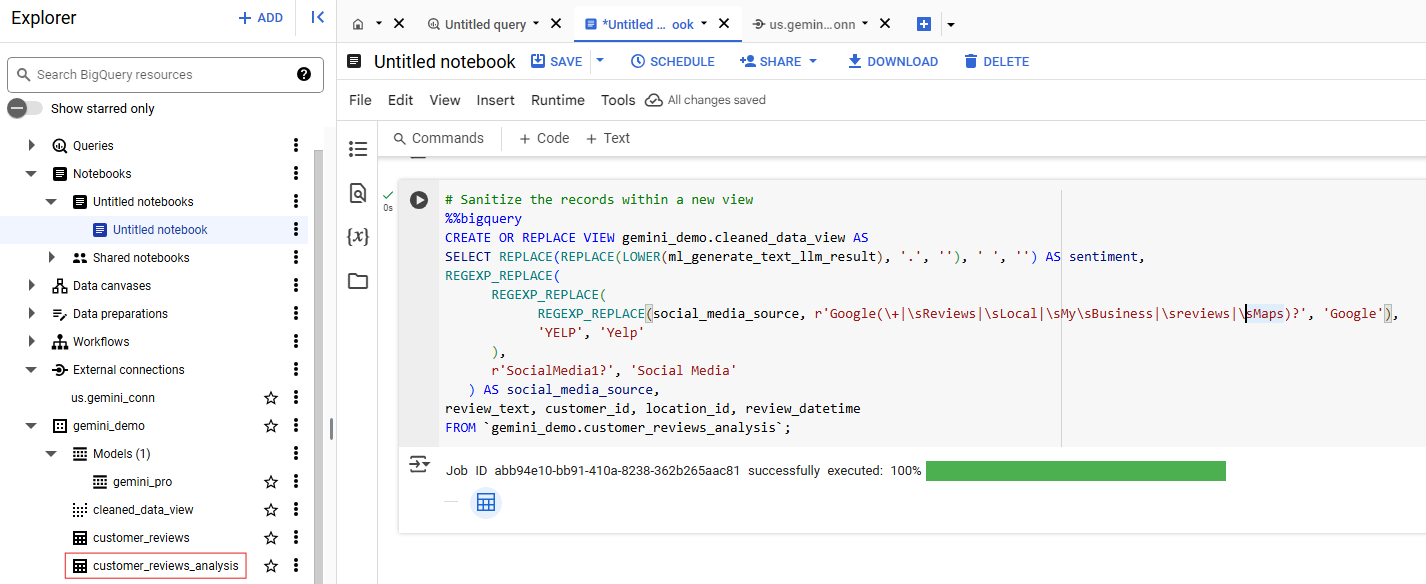 Explorer
+ ADD
Search BigQuery resources
?
Show starred only
Queries
Notebooks
Untitled notebooks
Untitled notebook
Shared notebooks
Data canvases
Data preparations
Workflows
External connections
us.gemini_conn
gemini_demo
Models (1)
gemini_pro
cleaned_data_view
customer_reviews
customer_reviews_analysis
Untitled query
*Untitled ... ook
us.gemin...onn
Untitled notebook
SAVE
SCHEDULE
SHARE
DOWNLOAD
DELETE
File Edit View Insert Runtime Tools All changes saved
Commands + Code + Text
{x}
0s
# Sanitize the records within a new view
%%bigquery
CREATE OR REPLACE VIEW gemini_demo.cleaned_data_view AS
SELECT REPLACE(REPLACE(LOWER(ml_generate_text_llm_result), '.', ''), ' ', '') AS sentiment,
REGEXP_REPLACE(
REGEXP_REPLACE(
REGEXP_REPLACE(social_media_source, r'Google(\+|\sReviews|\sLocal|\sMy\sBusiness|\sreviews|\sMaps)?', 'Google'),
'YELP', 'Yelp'
),
r'SocialMedia1?', 'Social Media'
) AS social_media_source,
review_text, customer_id, location_id, review_datetime
FROM `gemini_demo.customer_reviews_analysis`;
Job ID abb94e10-bb91-410a-8238-362b265aac81 successfully executed: 100%